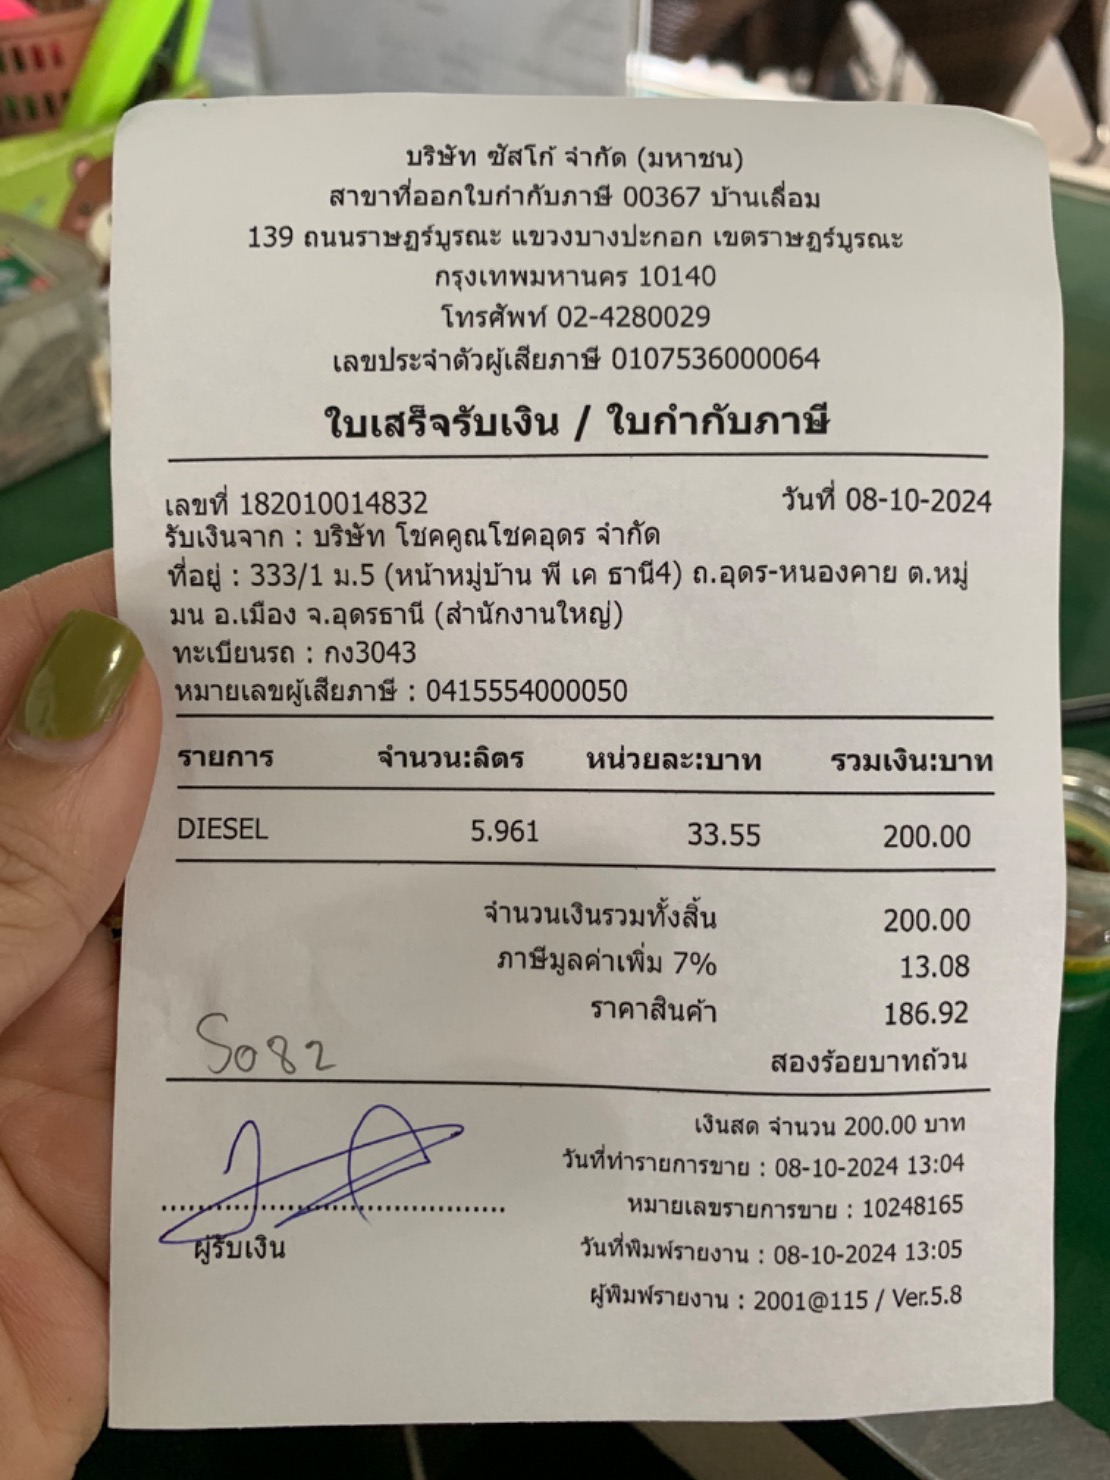 บริษัท ซัสโก้ จำกัด (มหาชน)
สาขาที่ออกใบกำกับภาษี 00367 บ้านเลื่อม
139 ถนนราษฎร์บูรณะ แขวงบางปะกอก เขตราษฎร์บูรณะ
กรุงเทพมหานคร 10140
โทรศัพท์ 02-4280029
เลขประจำตัวผู้เสียภาษี 0107536000064
ใบเสร็จรับเงิน / ใบกำกับภาษี
เลขที่ 182010014832 วันที่ 08-10-2024
รับเงินจาก : บริษัท โชคคูณโชคอุดร จำกัด
ที่อยู่ : 333/1 ม.5 (หน้าหมู่บ้าน พี เค ธานี4) ถ.อุดร-หนองคาย ต.หมู่
มน อ.เมือง จ.อุดรธานี (สำนักงานใหญ่)
ทะเบียนรถ : กง3043
หมายเลขผู้เสียภาษี : 0415554000050
รายการ จำนวน:ลิตร หน่วยละ:บาท รวมเงิน:บาท
DIESEL 5.961 33.55 200.00
จำนวนเงินรวมทั้งสิ้น 200.00
ภาษีมูลค่าเพิ่ม 7% 13.08
ราคาสินค้า 186.92
S082
สองร้อยบาทถ้วน
เงินสด จำนวน 200.00 บาท
วันที่ทำรายการขาย : 08-10-2024 13:04
หมายเลขรายการขาย : 10248165
ผู้รับเงิน
วันที่พิมพ์รายงาน : 08-10-2024 13:05
ผู้พิมพ์รายงาน : 2001@115 / Ver.5.8